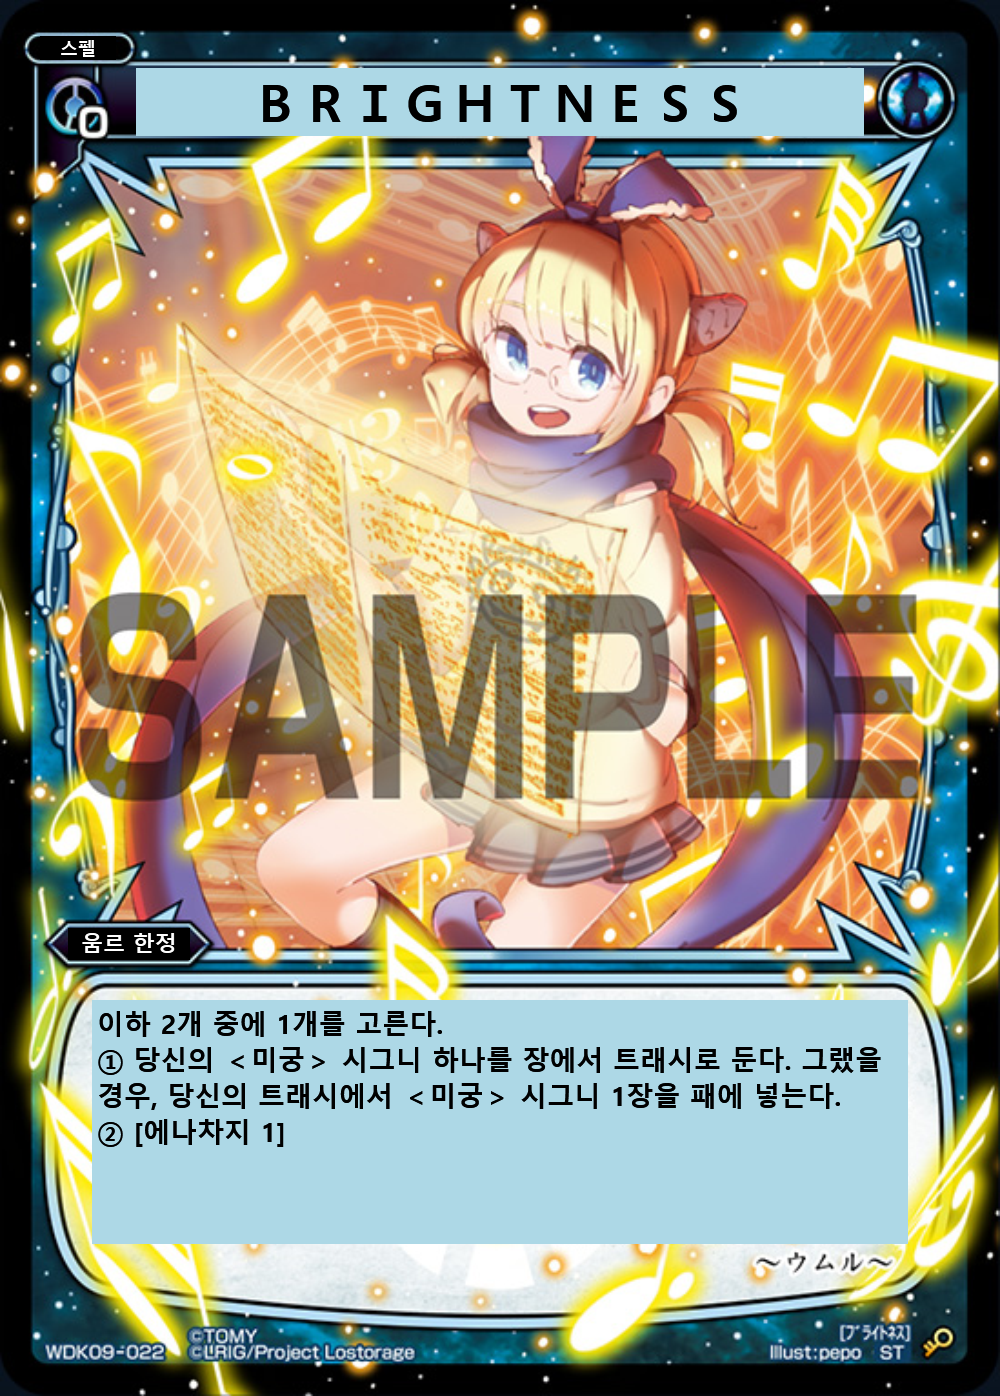 스펠
0
BRIGHTNESS
SAMPLE
움르 한정
이하 2개 중에 1개를 고른다.
① 당신의 <미궁> 시그니 하나를 장에서 트래시로 둔다. 그랬을
경우, 당신의 트래시에서 <미궁> 시그니 1장을 패에 넣는다.
② [에나차지 1]
～ウムル～
©TOMY
[ブライトネス]
WDK09-022 ©LRIG/Project Lostorage
Illust:pepo ST